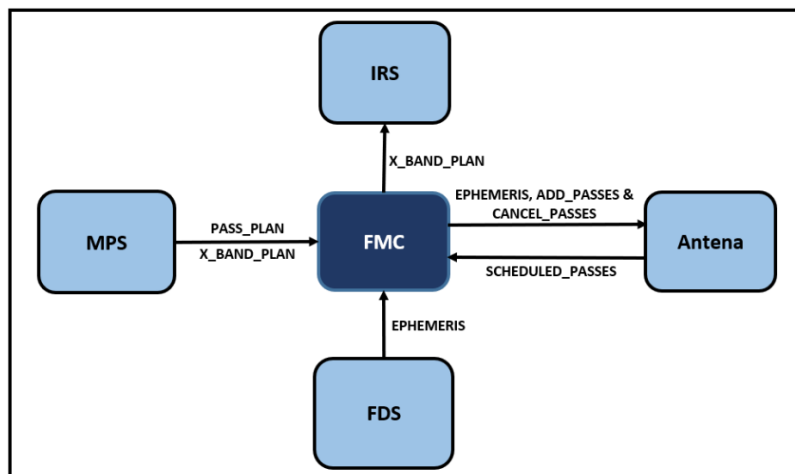 IRS
X_BAND_PLAN
EPHEMERIS, ADD_PASSES &
CANCEL_PASSES
PASS_PLAN
MPS
FMC
Antena
X_BAND_PLAN
SCHEDULED_PASSES
EPHEMERIS
FDS